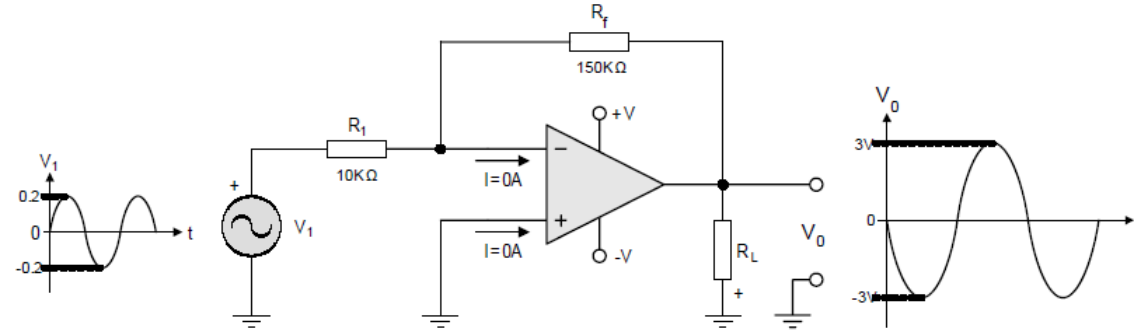 R_f
150KΩ
V_0
+V
R_1
3V
V_1
−
10KΩ
I=0A
+
0.2
V_1
V_0
0
0
t
+
I=0A
-V
R_L
-0.2
+
-3V